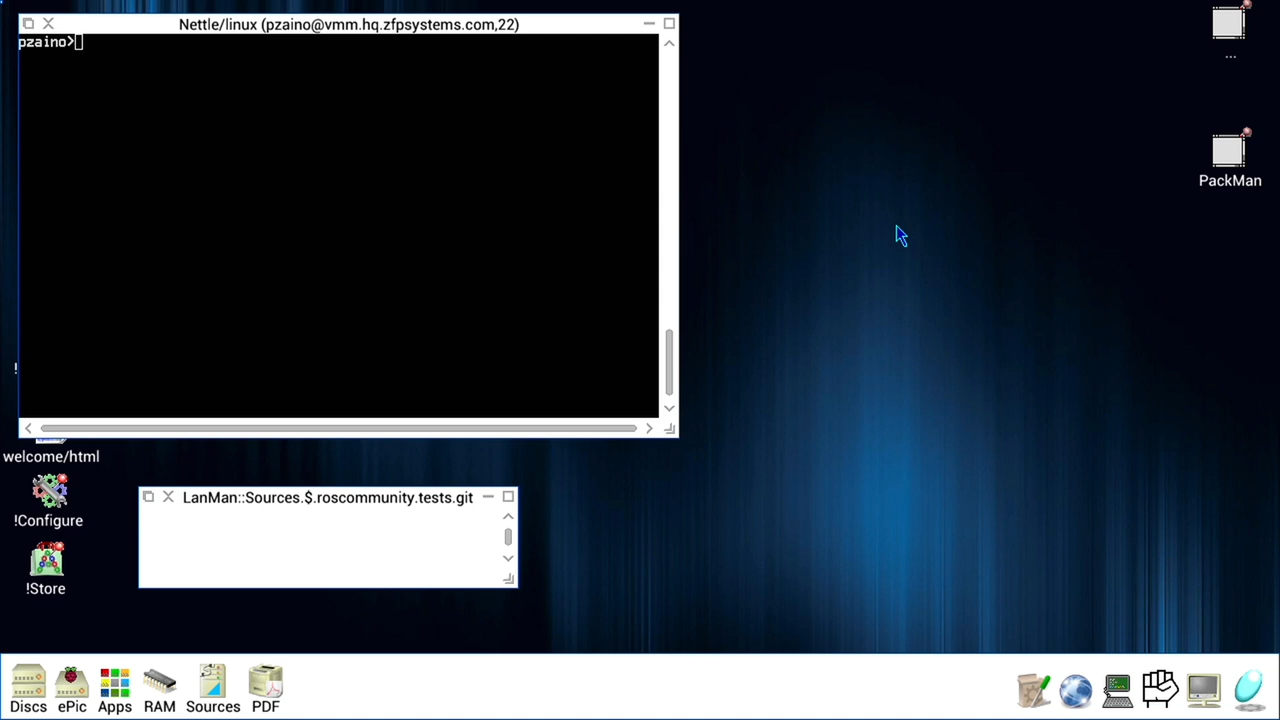 Nettle/linux (pzaino@vmm.hq.zfpsystems.com,22)
pzaino>
...
PackMan
!
welcome/html
!Configure
!Store
LanMan::Sources.$.roscommunity.tests.git
Discs
ePic
Apps
RAM
Sources
PDF